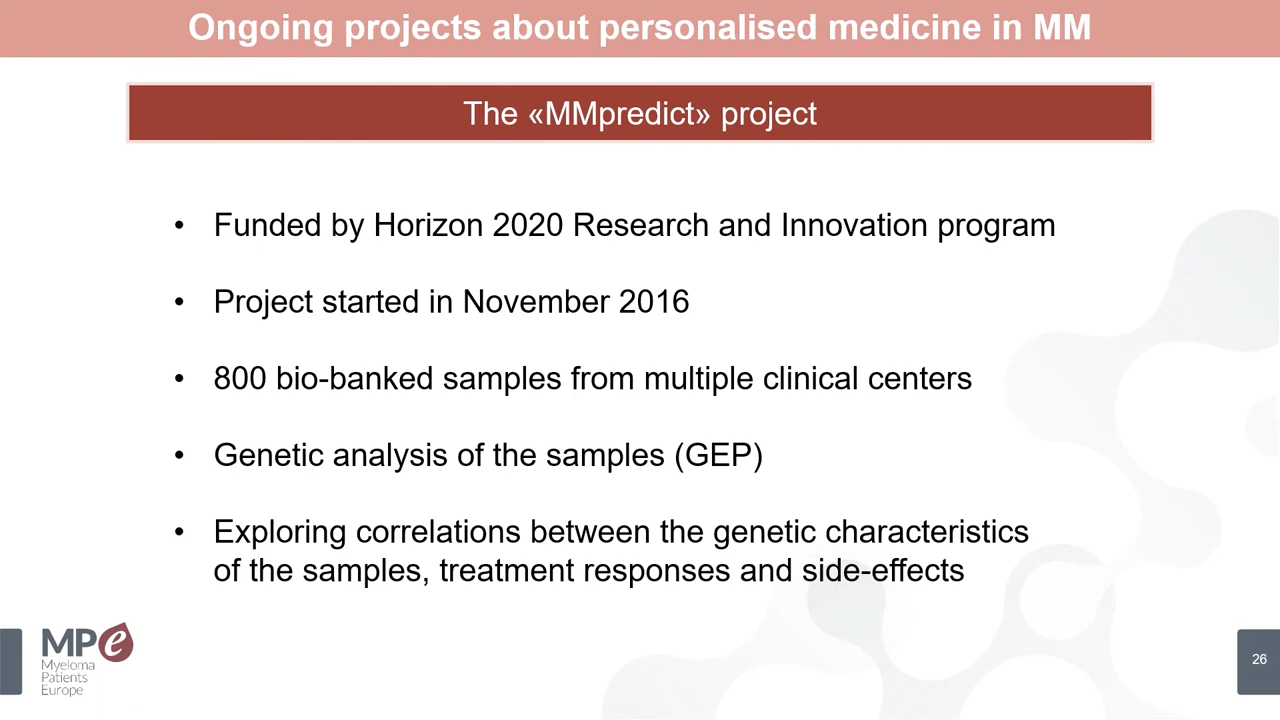 Ongoing projects about personalised medicine in MM
The «MMpredict» project
• Funded by Horizon 2020 Research and Innovation program
• Project started in November 2016
• 800 bio-banked samples from multiple clinical centers
• Genetic analysis of the samples (GEP)
• Exploring correlations between the genetic characteristics
of the samples, treatment responses and side-effects
MPe
Myeloma
Patients
Europe
26